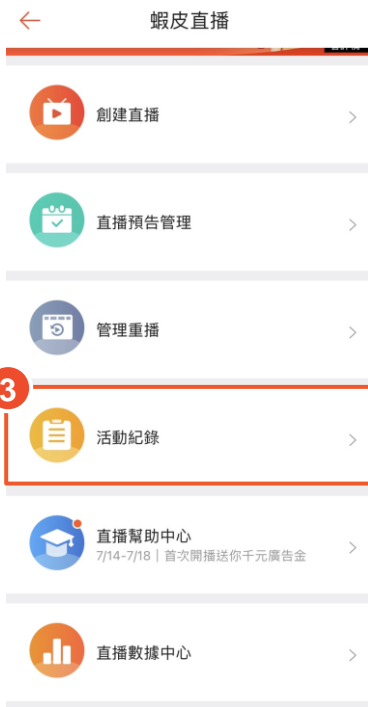 蝦皮直播
創建直播
直播預告管理
管理重播
3
活動紀錄
直播幫助中心
7/14-7/18｜首次開播送你千元廣告金
直播數據中心